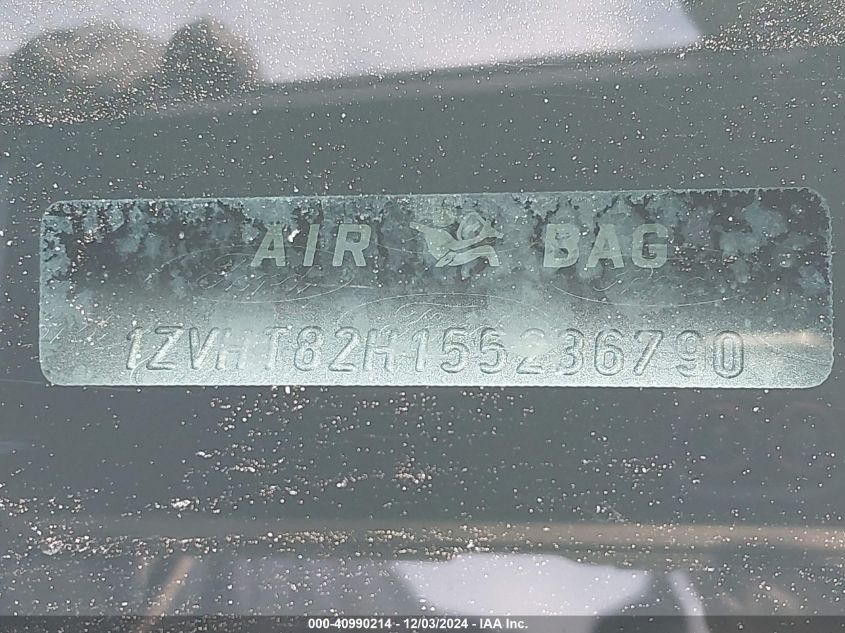 AIR BAG
1ZVHT82H155236790
000-40990214 - 12/03/2024 - IAA Inc.